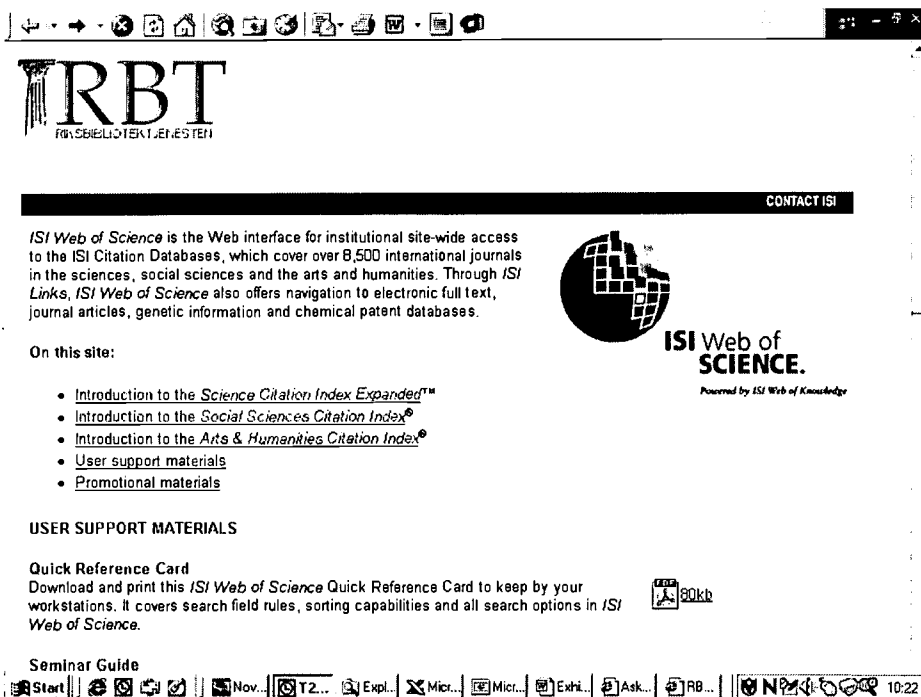 RBT
RIKSBIBLIOTEKTJENESTEN
CONTACT ISI
ISI Web of Science is the Web interface for institutional site-wide access
to the ISI Citation Databases, which cover over 8,500 international journals
in the sciences, social sciences and the arts and humanities. Through ISI
Links, ISI Web of Science also offers navigation to electronic full text,
journal articles, genetic information and chemical patent databases.
ISI Web of
SCIENCE.
Powered by ISI Web of Knowledge
On this site:
• Introduction to the Science Citation Index Expanded™
• Introduction to the Social Sciences Citation Index®
• Introduction to the Arts & Humanities Citation Index®
• User support materials
• Promotional materials
USER SUPPORT MATERIALS
Quick Reference Card
Download and print this ISI Web of Science Quick Reference Card to keep by your
workstations. It covers search field rules, sorting capabilities and all search options in ISI
Web of Science.
80kb
Seminar Guide
Start Nov... T2... Expl... Micr... Micr... Exhi... Ask... RB... 10:22